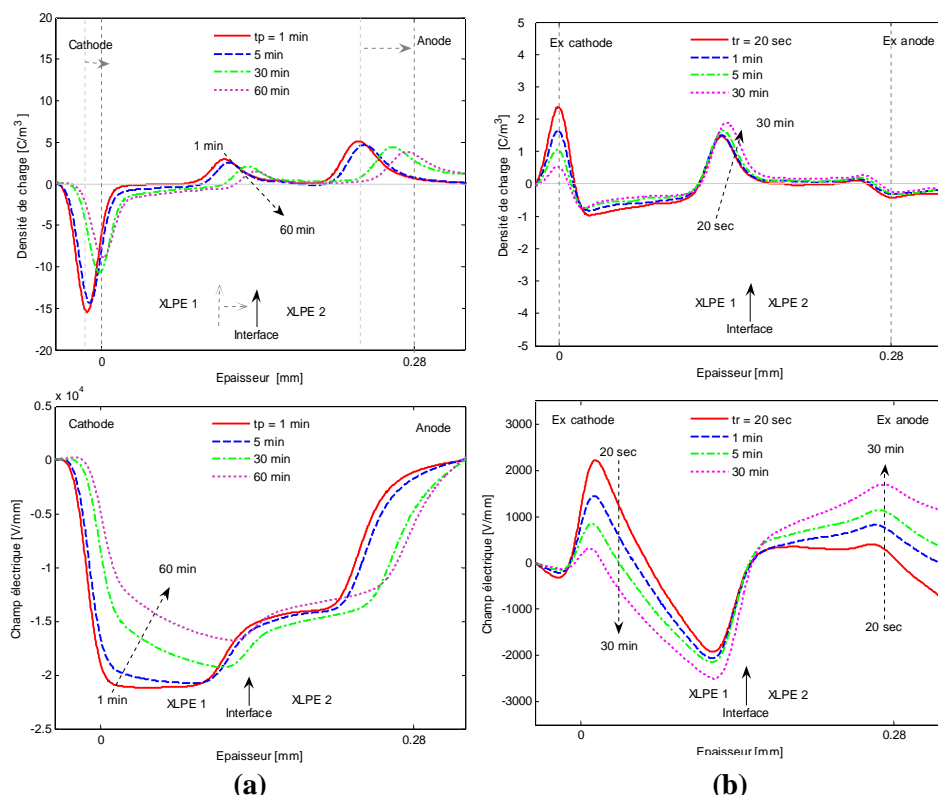 20
15
10
5
0
-5
-10
-15
-20
Densité de charge [C/m³]
Cathode
Anode
tp = 1 min
5 min
30 min
60 min
1 min
60 min
XLPE 1
XLPE 2
Interface
0
0.28
Epaisseur [mm]
5
4
3
2
1
0
-1
-2
-3
-4
-5
Densité de charge [C/m³]
Ex cathode
Ex anode
tr = 20 sec
1 min
5 min
30 min
30 min
20 sec
XLPE 1
XLPE 2
Interface
0
0.28
Epaisseur [mm]
x 10⁴
0.5
0
-0.5
-1
-1.5
-2
-2.5
Champ électrique [V/mm]
Cathode
Anode
tp = 1 min
5 min
30 min
60 min
60 min
1 min
XLPE 1
XLPE 2
Interface
0
0.28
Epaisseur [mm]
3000
2000
1000
0
-1000
-2000
-3000
Champ électrique [V/mm]
Ex cathode
Ex anode
tr = 20 sec
1 min
5 min
30 min
20 sec
30 min
30 min
20 sec
XLPE 1
XLPE 2
Interface
0
0.28
Epaisseur [mm]
(a)
(b)